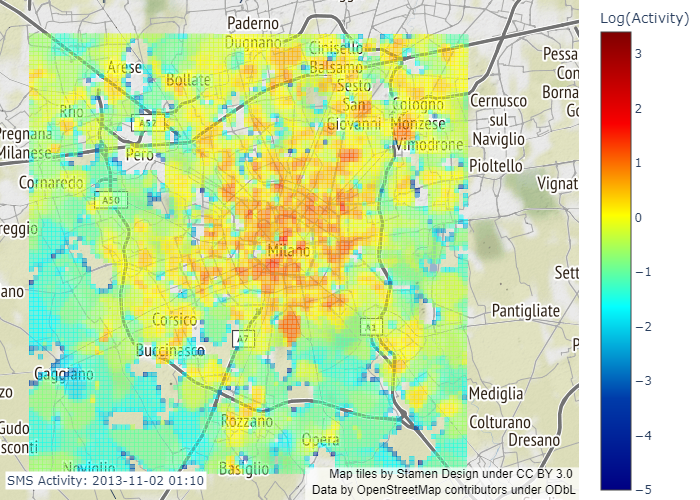 Paderno
Dugnano
Cinisello
Balsamo
Arese
Bollate
Sesto
San
Giovanni
Rho
A52
Cologno
Monzese
Vimodrone
Pero
Pregnana
Milanese
Cornaredo
A50
Milano
Corsico
Buccinasco
A7
A1
Gaggiano
Rozzano
Opera
Noviglio
Basiglio
Cernusco
sul
Naviglio
Pioltello
Pessa
Con
Borna
Go
Vignat
Sett
Pantigliate
P
Mediglia
Colturano
Dresano
reggio
ano
zo
Gudo
sconti
SMS Activity: 2013-11-02 01:10
Map tiles by Stamen Design under CC BY 3.0
Data by OpenStreetMap contributors under ODbL
Log(Activity)
3
2
1
0
−1
−2
−3
−4
−5